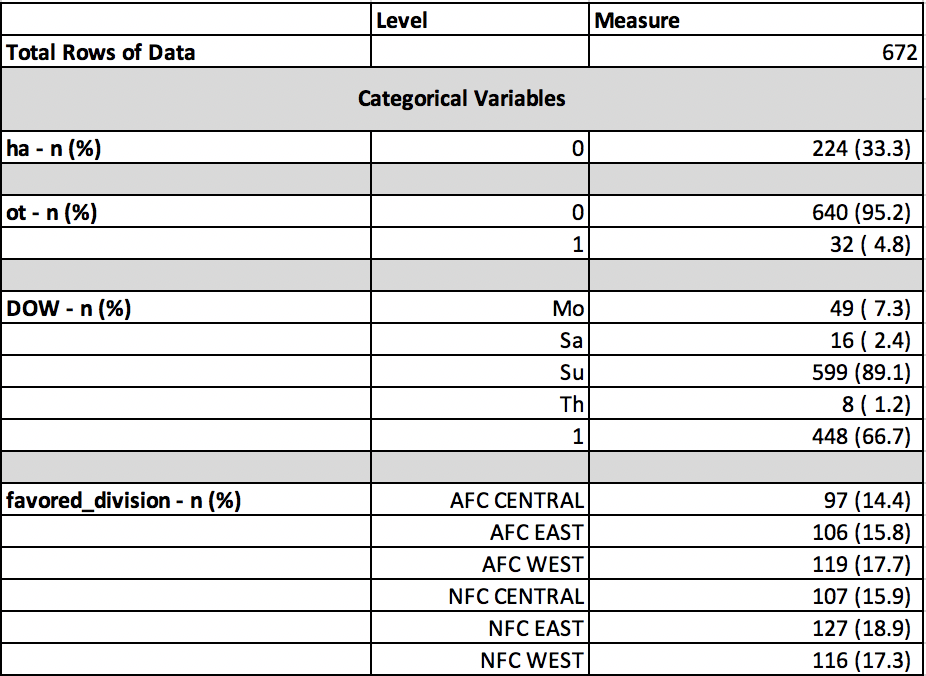 Level Measure
Total Rows of Data 672
Categorical Variables
ha - n (%) 0 224 (33.3)
ot - n (%) 0 640 (95.2)
1 32 ( 4.8)
DOW - n (%) Mo 49 ( 7.3)
Sa 16 ( 2.4)
Su 599 (89.1)
Th 8 ( 1.2)
1 448 (66.7)
favored_division - n (%) AFC CENTRAL 97 (14.4)
AFC EAST 106 (15.8)
AFC WEST 119 (17.7)
NFC CENTRAL 107 (15.9)
NFC EAST 127 (18.9)
NFC WEST 116 (17.3)